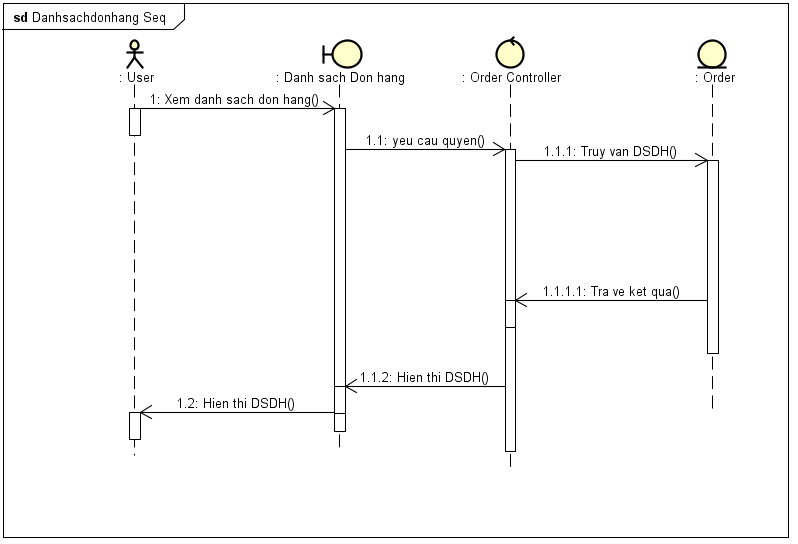 sd Danhsachdonhang Seq
: User
: Danh sach Don hang
: Order Controller
: Order
1: Xem danh sach don hang()
1.1: yeu cau quyen()
1.1.1: Truy van DSDH()
1.1.1.1: Tra ve ket qua()
1.1.2: Hien thi DSDH()
1.2: Hien thi DSDH()